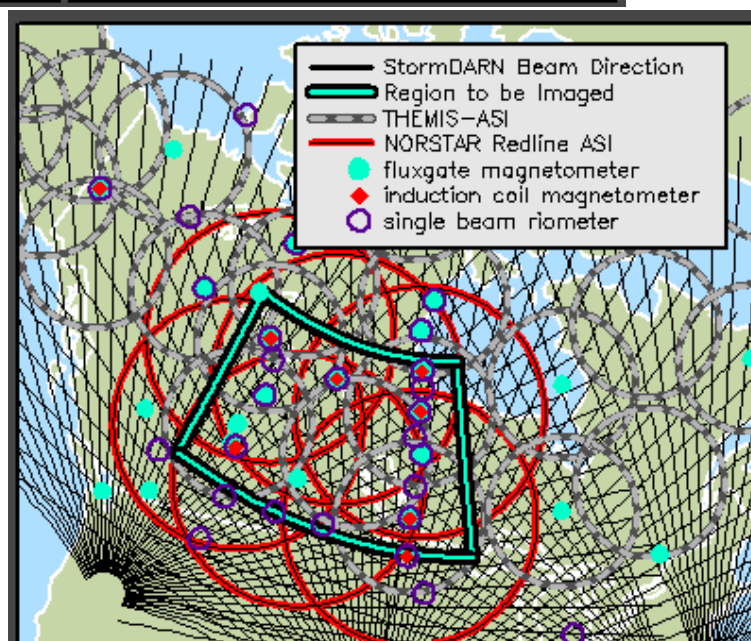 StormDARN Beam Direction
Region to be Imaged
THEMIS-ASI
NORSTAR Redline ASI
fluxgate magnetometer
induction coil magnetometer
single beam riometer